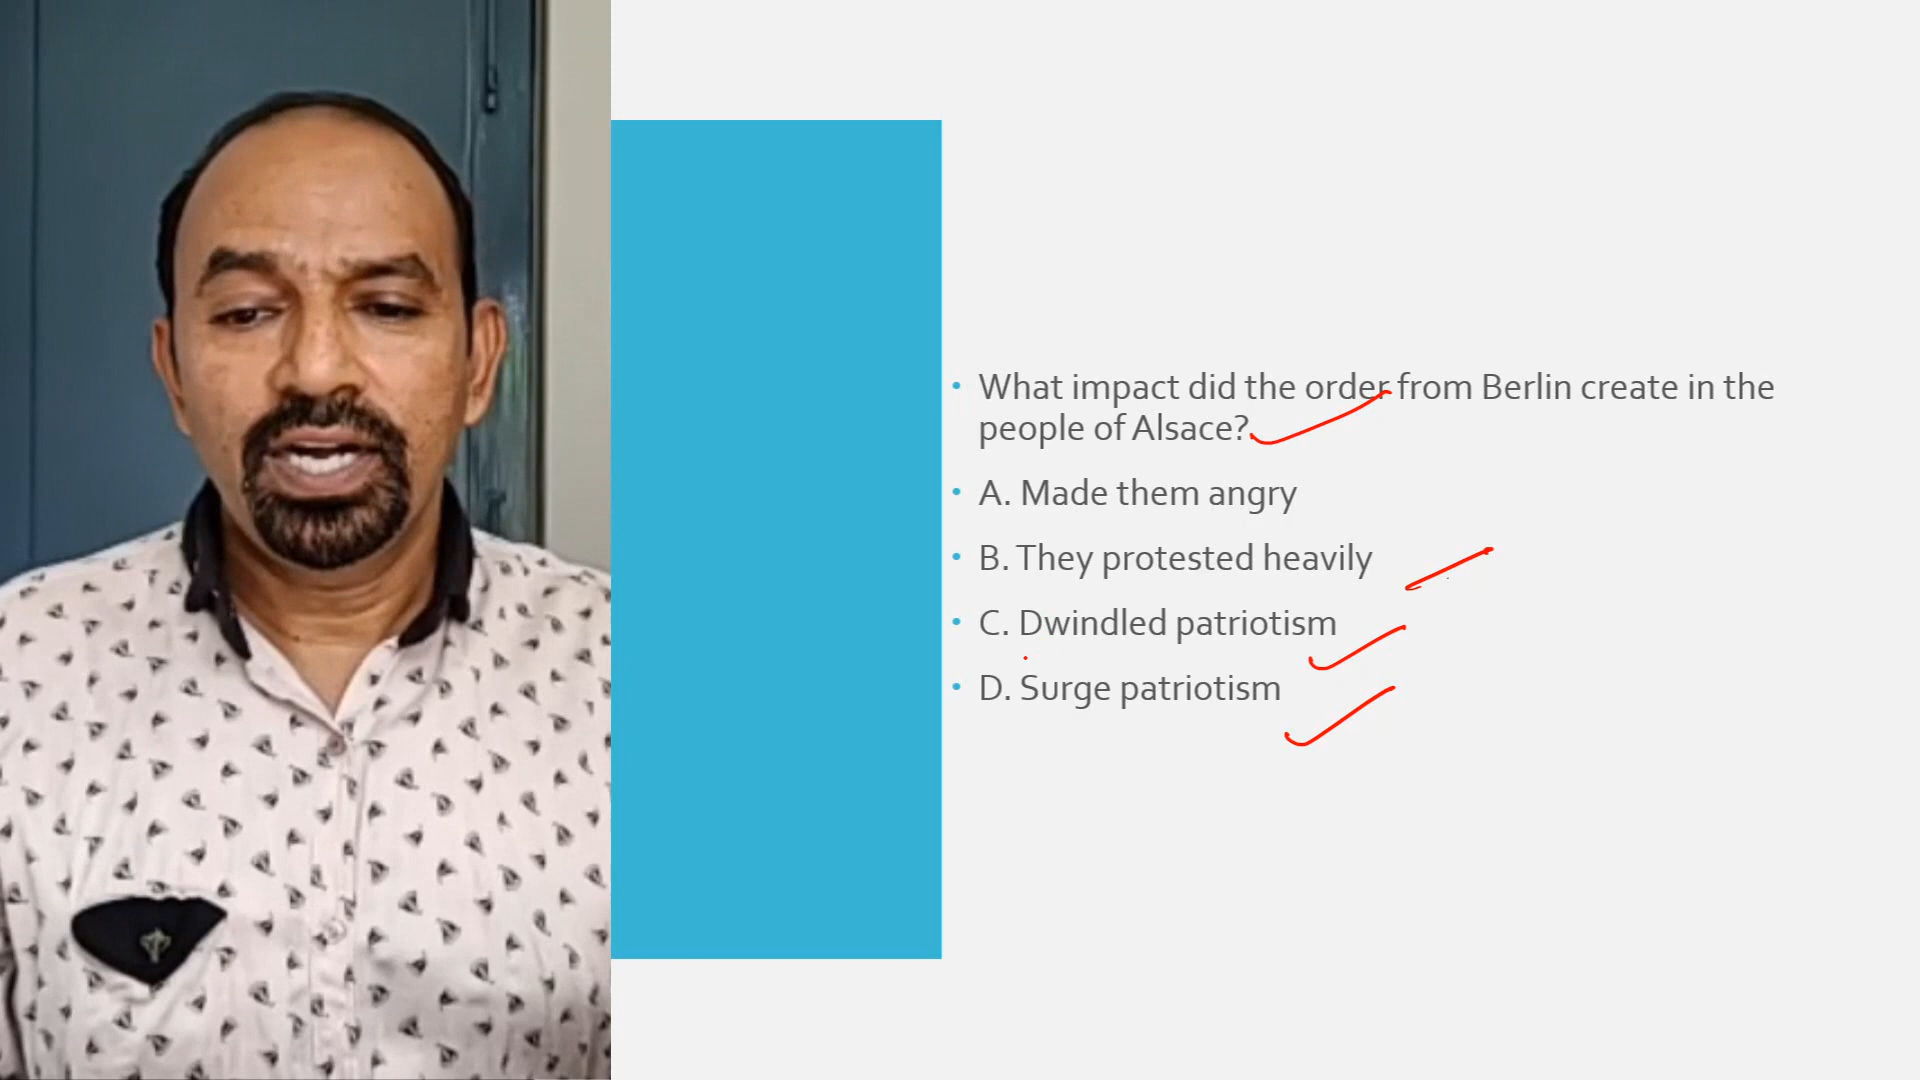 • What impact did the order from Berlin create in the
people of Alsace?
• A. Made them angry
• B. They protested heavily
• C. Dwindled patriotism
• D. Surge patriotism